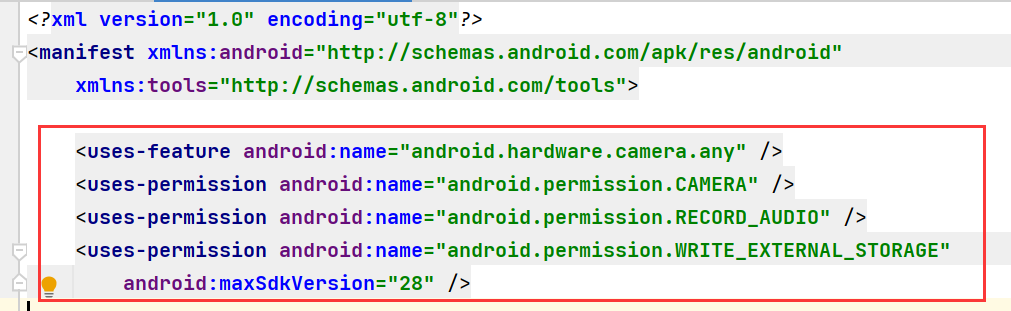 <?xml version="1.0" encoding="utf-8"?>
<manifest xmlns:android="http://schemas.android.com/apk/res/android"
    xmlns:tools="http://schemas.android.com/tools">

    <uses-feature android:name="android.hardware.camera.any" />
    <uses-permission android:name="android.permission.CAMERA" />
    <uses-permission android:name="android.permission.RECORD_AUDIO" />
    <uses-permission android:name="android.permission.WRITE_EXTERNAL_STORAGE"
        android:maxSdkVersion="28" />